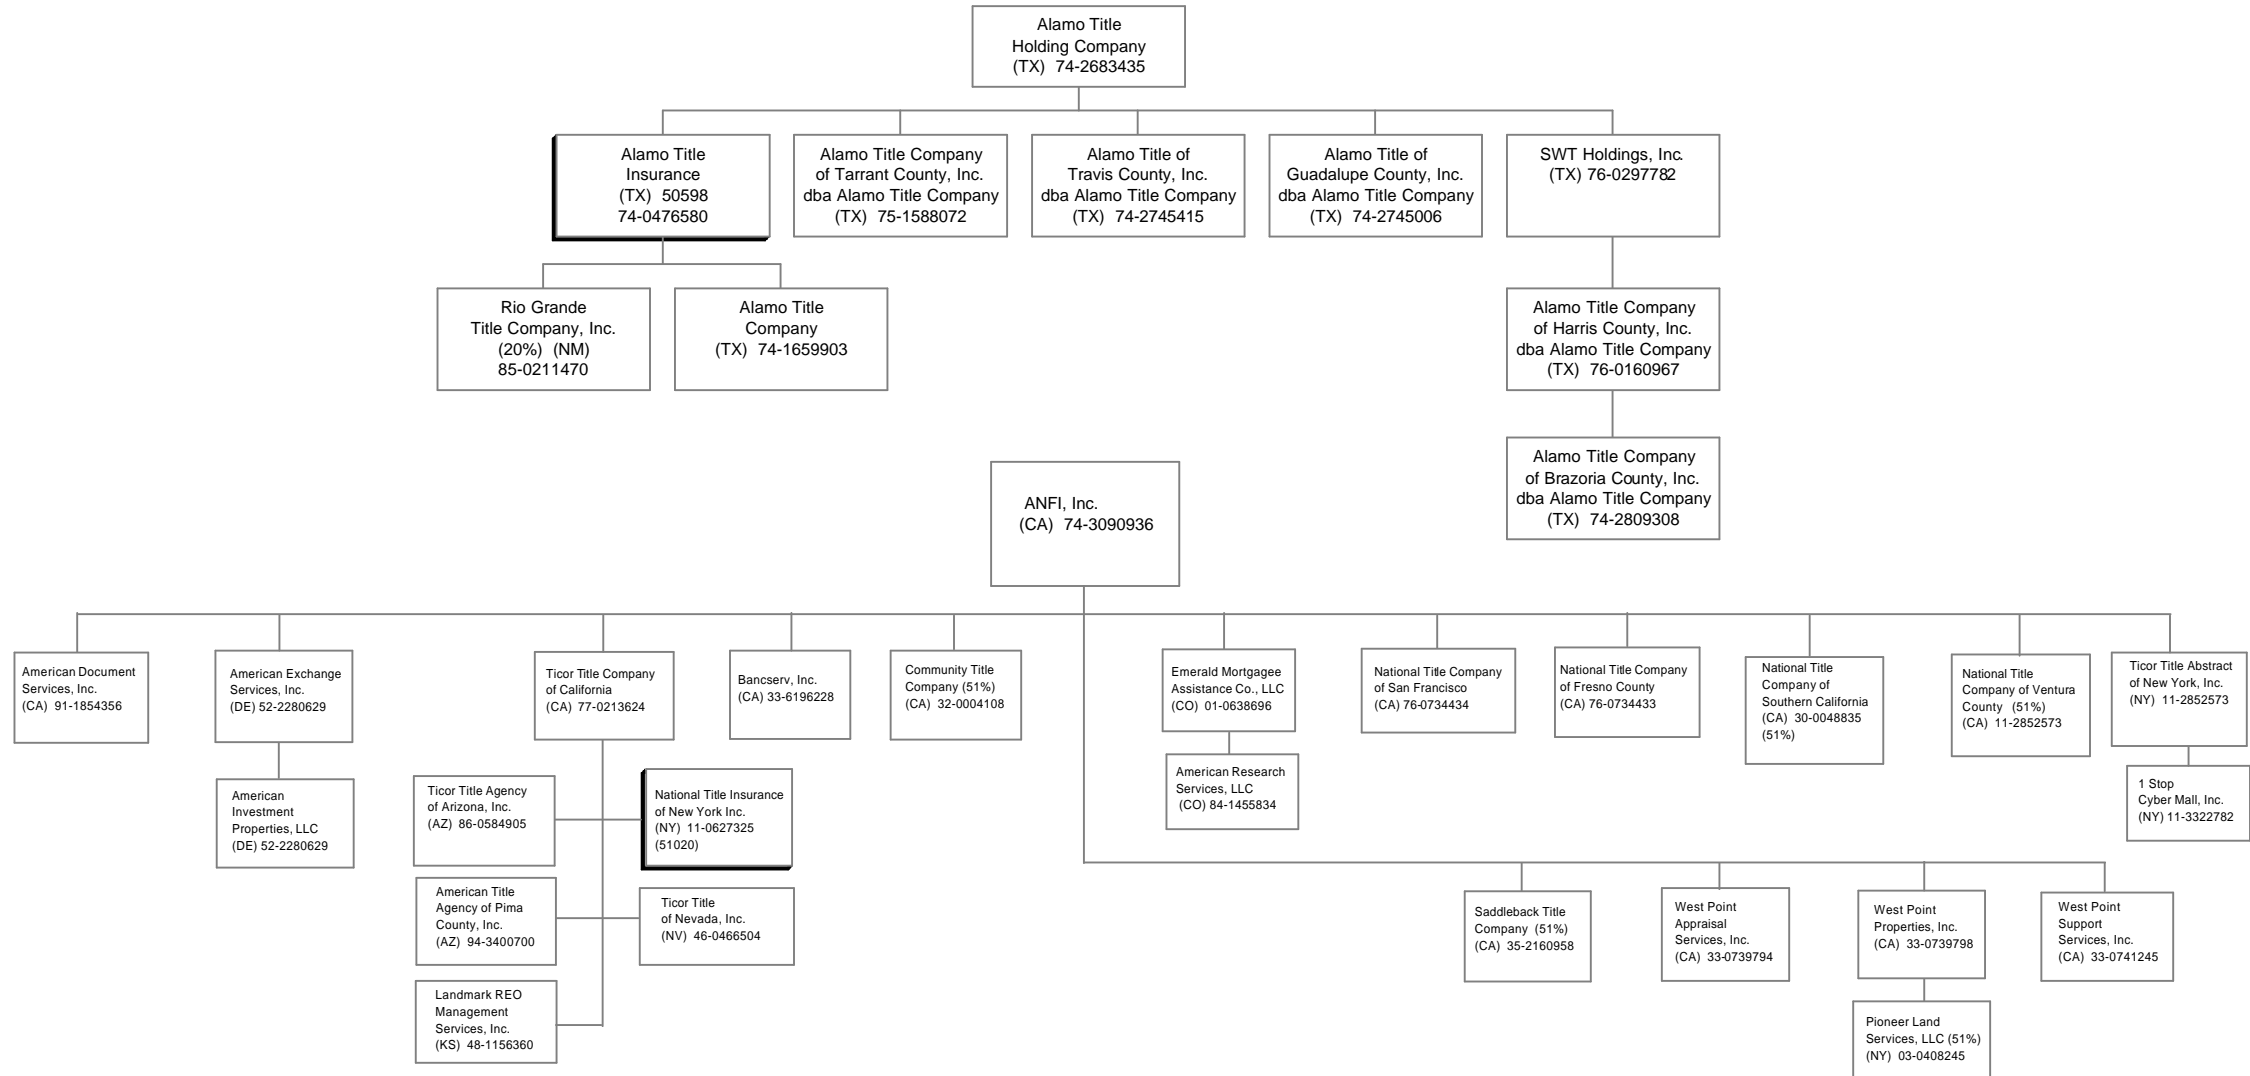 Alamo Title
Holding Company
(TX) 74-2683435
Alamo Title
Insurance
(TX) 50598
74-0476580
Alamo Title Company
of Tarrant County, Inc.
dba Alamo Title Company
(TX) 75-1588072
Alamo Title of
Travis County, Inc.
dba Alamo Title Company
(TX) 74-2745415
Alamo Title of
Guadalupe County, Inc.
dba Alamo Title Company
(TX) 74-2745006
SWT Holdings, Inc.
(TX) 76-0297782
Rio Grande
Title Company, Inc.
(20%) (NM)
85-0211470
Alamo Title
Company
(TX) 74-1659903
Alamo Title Company
of Harris County, Inc.
dba Alamo Title Company
(TX) 76-0160967
Alamo Title Company
of Brazoria County, Inc.
dba Alamo Title Company
(TX) 74-2809308
ANFI, Inc.
(CA) 74-3090936
American Document
Services, Inc.
(CA) 91-1854356
American Exchange
Services, Inc.
(DE) 52-2280629
Ticor Title Company
of California
(CA) 77-0213624
Bancserv, Inc.
(CA) 33-6196228
Community Title
Company (51%)
(CA) 32-0004108
Emerald Mortgagee
Assistance Co., LLC
(CO) 01-0638696
National Title Company
of San Francisco
(CA) 76-0734434
National Title Company
of Fresno County
(CA) 76-0734433
National Title
Company of
Southern California
(CA) 30-0048835
(51%)
National Title
Company of Ventura
County (51%)
(CA) 11-2852573
Ticor Title Abstract
of New York, Inc.
(NY) 11-2852573
American
Investment
Properties, LLC
(DE) 52-2280629
Ticor Title Agency
of Arizona, Inc.
(AZ) 86-0584905
National Title Insurance
of New York Inc.
(NY) 11-0627325
(51020)
American Research
Services, LLC
(CO) 84-1455834
1 Stop
Cyber Mall, Inc.
(NY) 11-3322782
American Title
Agency of Pima
County, Inc.
(AZ) 94-3400700
Ticor Title
of Nevada, Inc.
(NV) 46-0466504
Landmark REO
Management
Services, Inc.
(KS) 48-1156360
Saddleback Title
Company (51%)
(CA) 35-2160958
West Point
Appraisal
Services, Inc.
(CA) 33-0739794
West Point
Properties, Inc.
(CA) 33-0739798
West Point
Support
Services, Inc.
(CA) 33-0741245
Pioneer Land
Services, LLC (51%)
(NY) 03-0408245